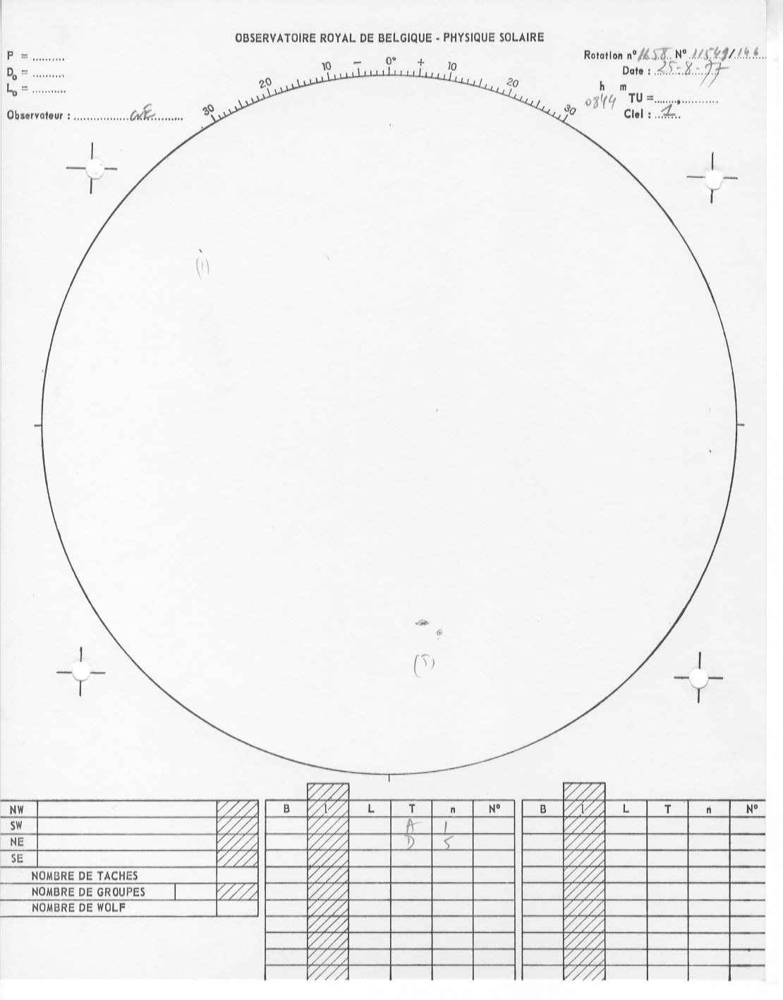 OBSERVATOIRE ROYAL DE BELGIQUE - PHYSIQUE SOLAIRE
P = ..........
D₀ = ..........
L₀ = ...........
Observateur :
Rotation n° 1658 N° 11549/146
Date : 25-8-77
h m
0844 TU =......,...........
Ciel : 1
30 20 10 − 0° + 10 20 30
(1)
(5)
NW
SW
NE
SE
NOMBRE DE TACHES
NOMBRE DE GROUPES
NOMBRE DE WOLF
B l L T n N°
A 1
D 5
B l L T n N°